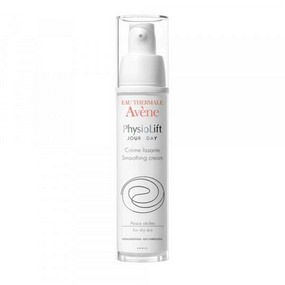 EAU THERMALE
Avène
PhysioLift
JOUR DAY
Crème lissante
Smoothing cream
Peaux sèches
For dry skin